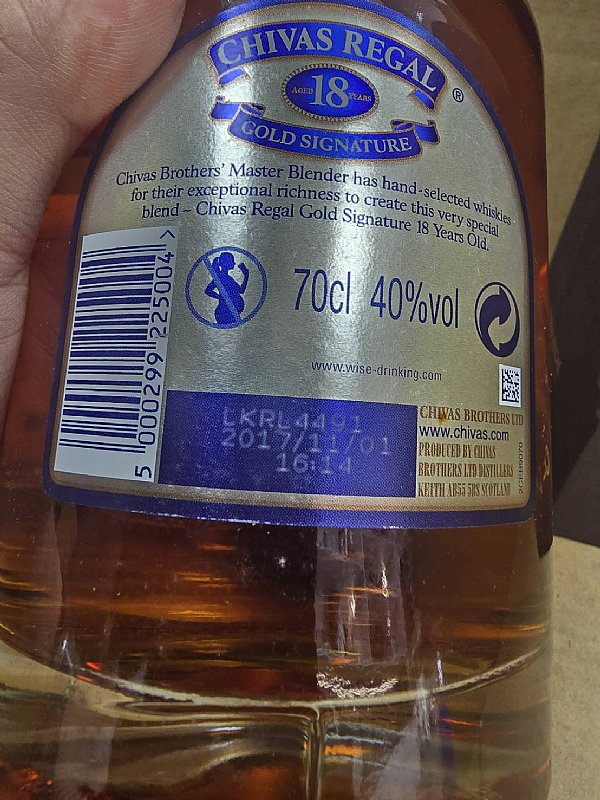 CHIVAS REGAL
®
AGED 18 YEARS
GOLD SIGNATURE
Chivas Brothers' Master Blender has hand-selected whiskies
for their exceptional richness to create this very special
blend – Chivas Regal Gold Signature 18 Years Old.
70cl 40%vol
www.wise-drinking.com
5 000299 225004 >
LKRL4491
2017/11/01
16:14
CHIVAS BROTHERS LTD
www.chivas.com
PRODUCED BY CHIVAS
BROTHERS LTD DISTILLERS
KEITH AB55 5BS SCOTLAND